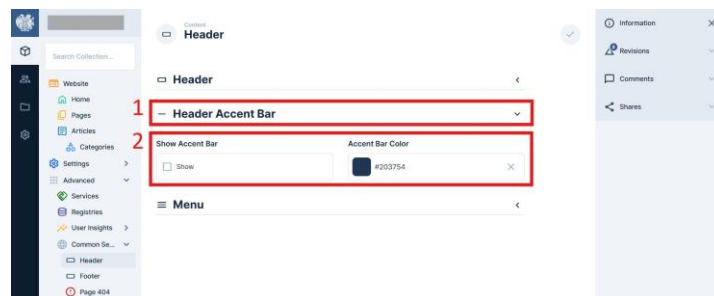 Content
Header
Search Collection...
Website
Home
Pages
Articles
Categories
Settings
Advanced
Services
Registries
User Insights
Common Se...
Header
Footer
Page 404
Header
1
Header Accent Bar
2
Show Accent Bar
Accent Bar Color
Show
#203754
Menu
Information
Revisions
Comments
Shares